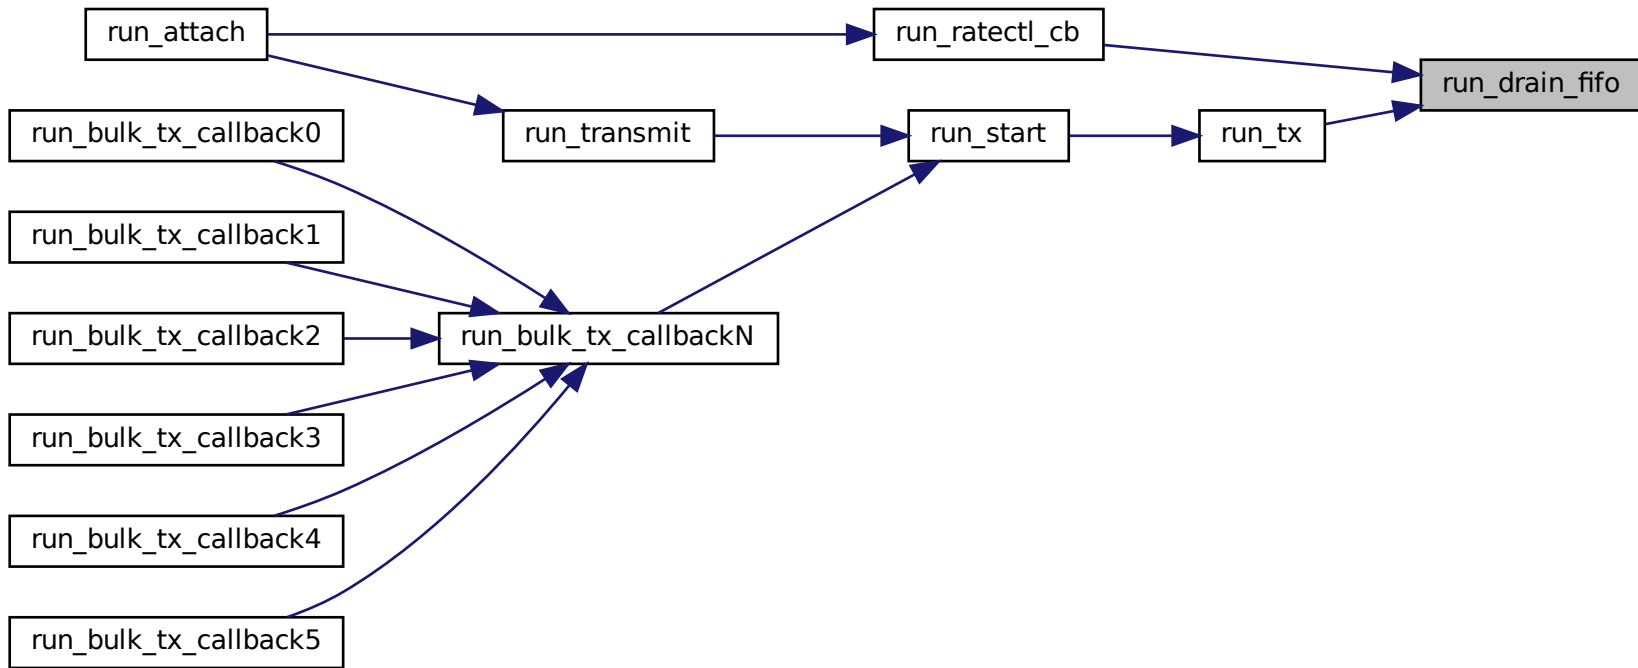 run_attach
run_ratectl_cb
run_drain_fifo
run_bulk_tx_callback0
run_transmit
run_start
run_tx
run_bulk_tx_callback1
run_bulk_tx_callback2
run_bulk_tx_callbackN
run_bulk_tx_callback3
run_bulk_tx_callback4
run_bulk_tx_callback5